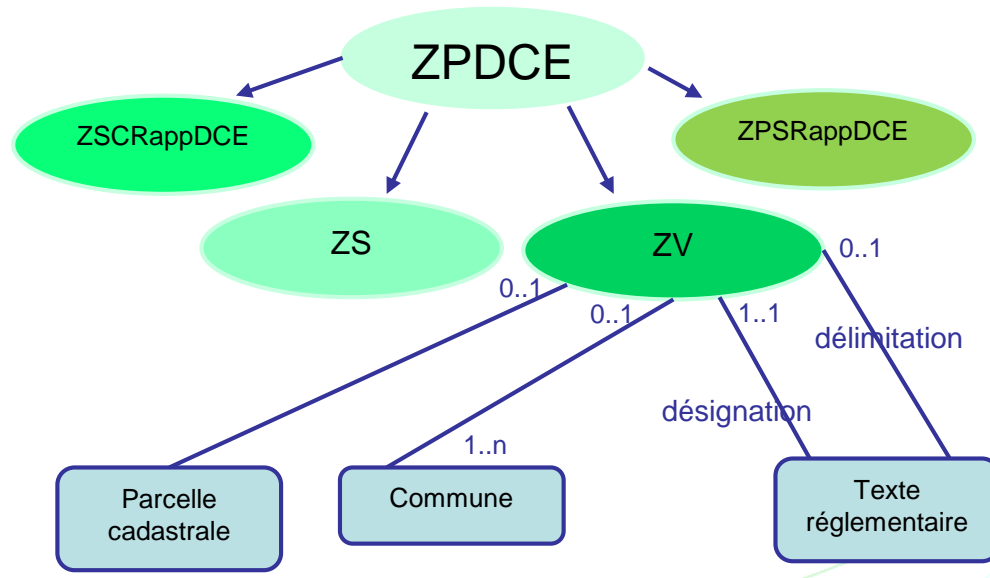 ZPDCE
ZSCRappDCE
ZPSRappDCE
ZS
ZV
0..1
0..1
0..1
1..1
délimitation
désignation
1..n
Parcelle
cadastrale
Commune
Texte
réglementaire